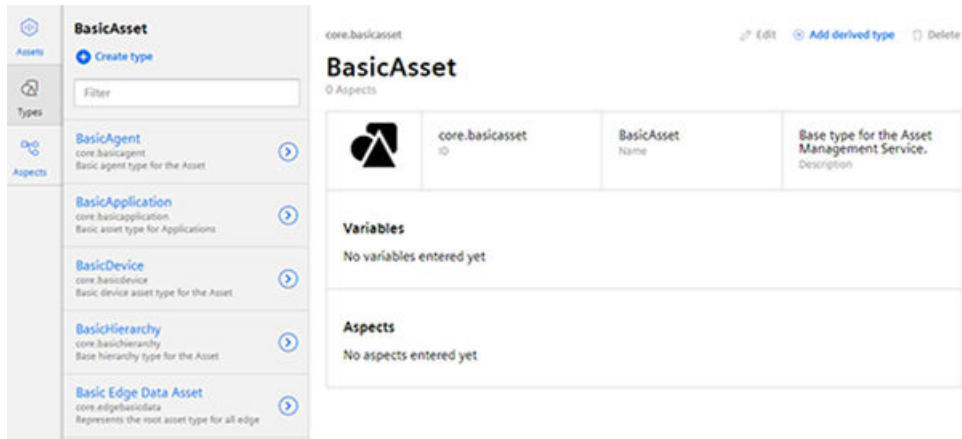 Assets
Types
Aspects
BasicAsset
Create type
Filter
BasicAgent
core.basicagent
Basic agent type for the Asset
BasicApplication
core.basicapplication
Basic asset type for Applications
BasicDevice
core.basicdevice
Basic device asset type for the Asset
BasicHierarchy
core.basichierarchy
Base hierarchy type for the Asset
Basic Edge Data Asset
core.edgebasicdata
Represents the root asset type for all edge
core.basicasset
Edit
Add derived type
Delete
BasicAsset
0 Aspects
core.basicasset
ID
BasicAsset
Name
Base type for the Asset
Management Service.
Description
Variables
No variables entered yet
Aspects
No aspects entered yet